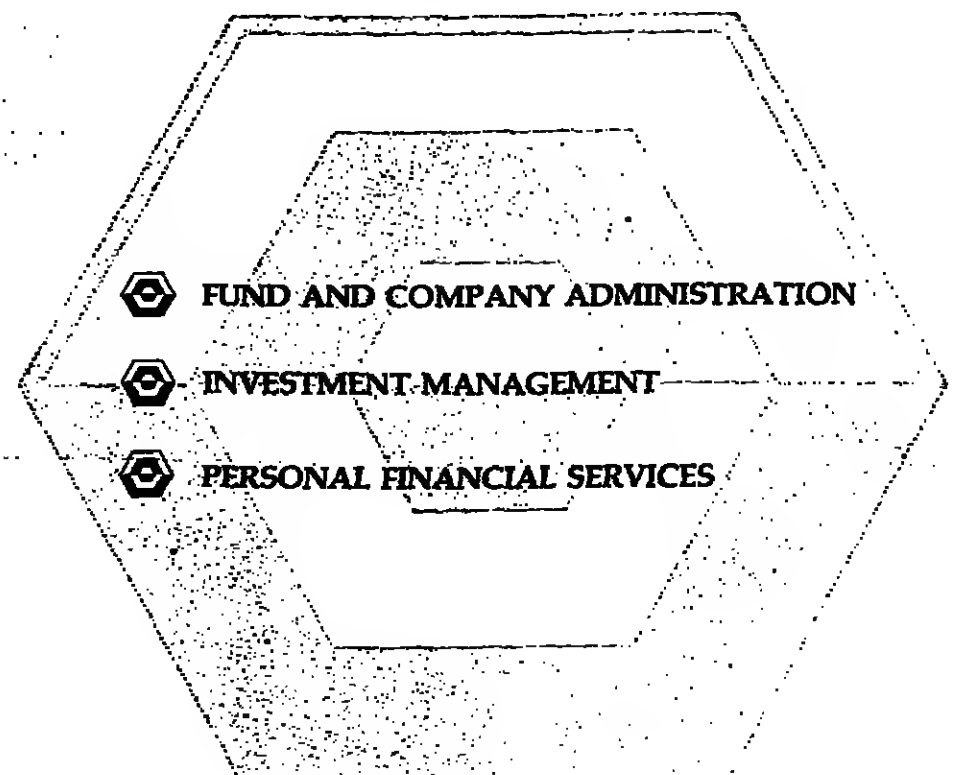 FUND AND COMPANY ADMINISTRATION
INVESTMENT MANAGEMENT
PERSONAL FINANCIAL SERVICES